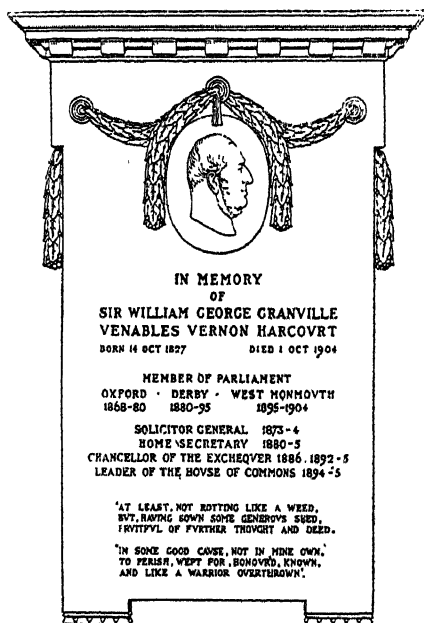 IN MEMORY
OF
SIR WILLIAM GEORGE GRANVILLE
VENABLES VERNON HARCOVRT
BORN 14 OCT 1827 DIED 1 OCT 1904
MEMBER OF PARLIAMENT
OXFORD · DERBY · WEST MONMOVTH
1868-80 1880-95 1895-1904
SOLICITOR GENERAL 1873-4
HOME SECRETARY 1880-5
CHANCELLOR OF THE EXCHEQVER 1886. 1892-5
LEADER OF THE HOVSE OF COMMONS 1894-5
'AT LEAST, NOT ROTTING LIKE A WEED,
BVT, HAVING SOWN SOME GENEROVS SEED,
FRVITFVL OF FVRTHER THOVGHT AND DEED.
'IN SOME GOOD CAVSE, NOT IN MINE OWN,'
TO PERISH, WEPT FOR, HONOVR'D, KNOWN,
AND LIKE A WARRIOR OVERTHROWN'.